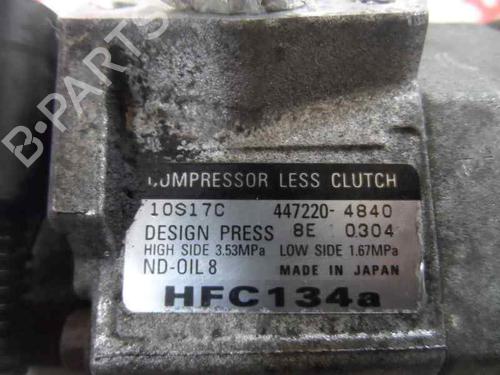 B-PARTS
COMPRESSOR LESS CLUTCH
10S17C 447220-4840
DESIGN PRESS 8E 10304
HIGH SIDE 3.53MPa LOW SIDE 1.67MPa
ND-OIL 8 MADE IN JAPAN
HFC134a